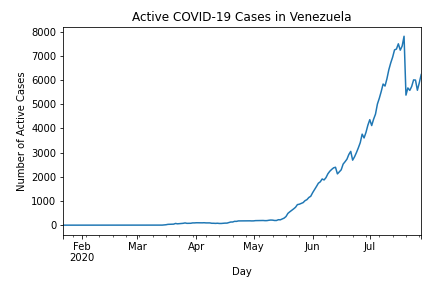 Active COVID-19 Cases in Venezuela
Number of Active Cases
8000
7000
6000
5000
4000
3000
2000
1000
0
Feb Mar Apr May Jun Jul
2020
Day